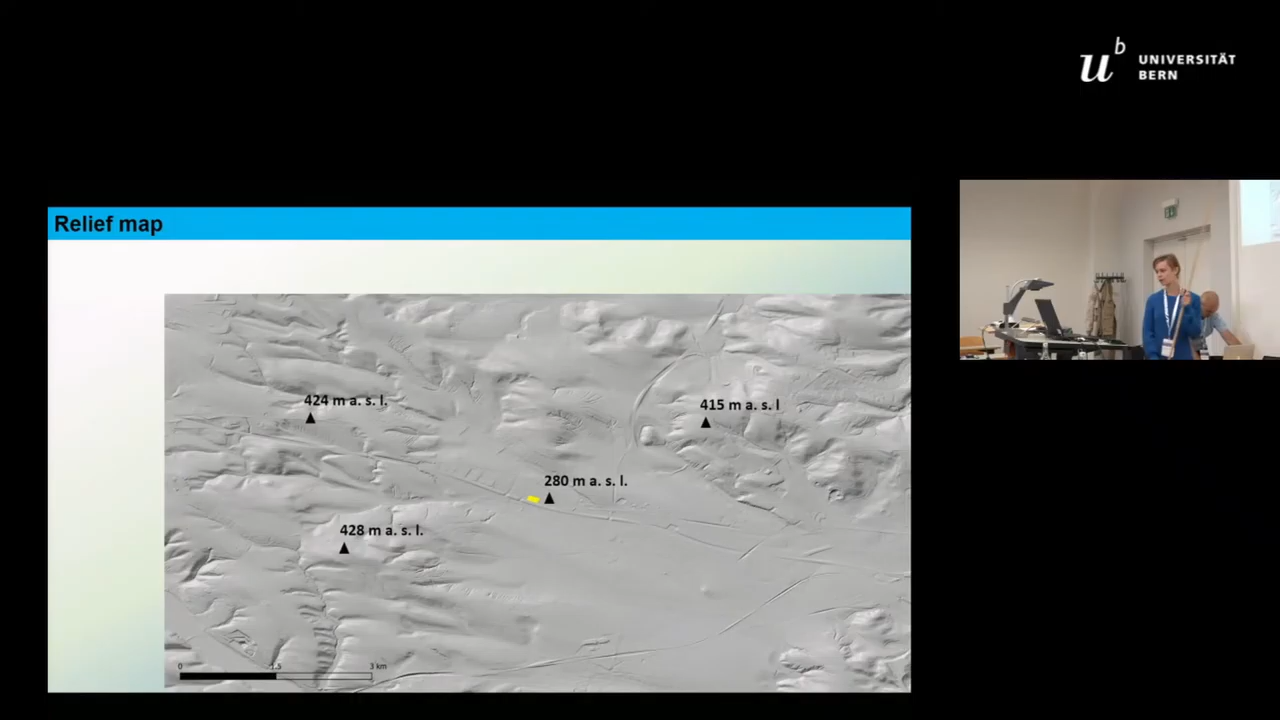 u b UNIVERSITÄT
BERN
Relief map
424 m a. s. l.
415 m a. s. l
280 m a. s. l.
428 m a. s. l.
0 1.5 3 km